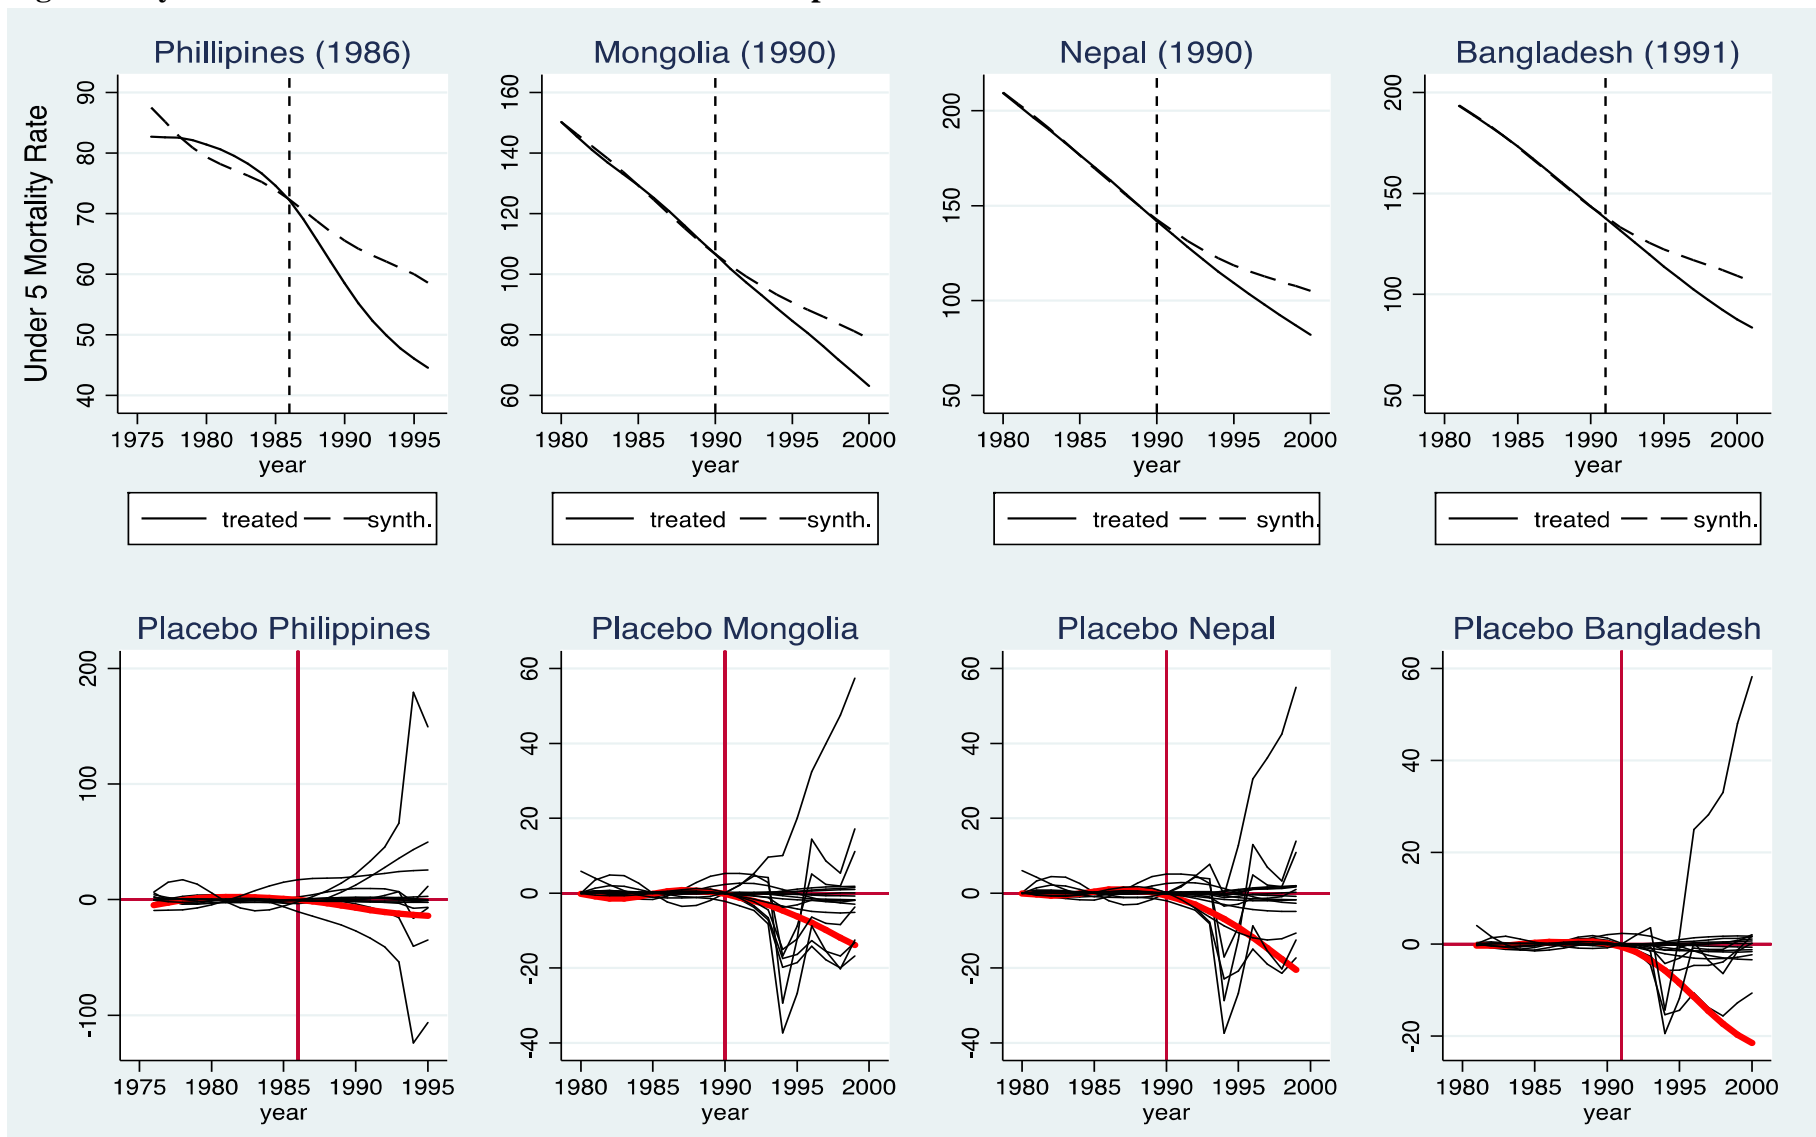 Phillipines (1986)
Mongolia (1990)
Nepal (1990)
Bangladesh (1991)
Under 5 Mortality Rate
90
80
70
60
50
40
1975 1980 1985 1990 1995
year
treated synth.
160
140
120
100
80
60
1980 1985 1990 1995 2000
year
treated synth.
200
150
100
50
1980 1985 1990 1995 2000
year
treated synth.
200
150
100
50
1980 1985 1990 1995 2000
year
treated synth.
Placebo Philippines
200
100
0
-100
1975 1980 1985 1990 1995
year
Placebo Mongolia
60
40
20
0
-20
-40
1980 1985 1990 1995 2000
year
Placebo Nepal
60
40
20
0
-20
-40
1980 1985 1990 1995 2000
year
Placebo Bangladesh
60
40
20
0
-20
1980 1985 1990 1995 2000
year